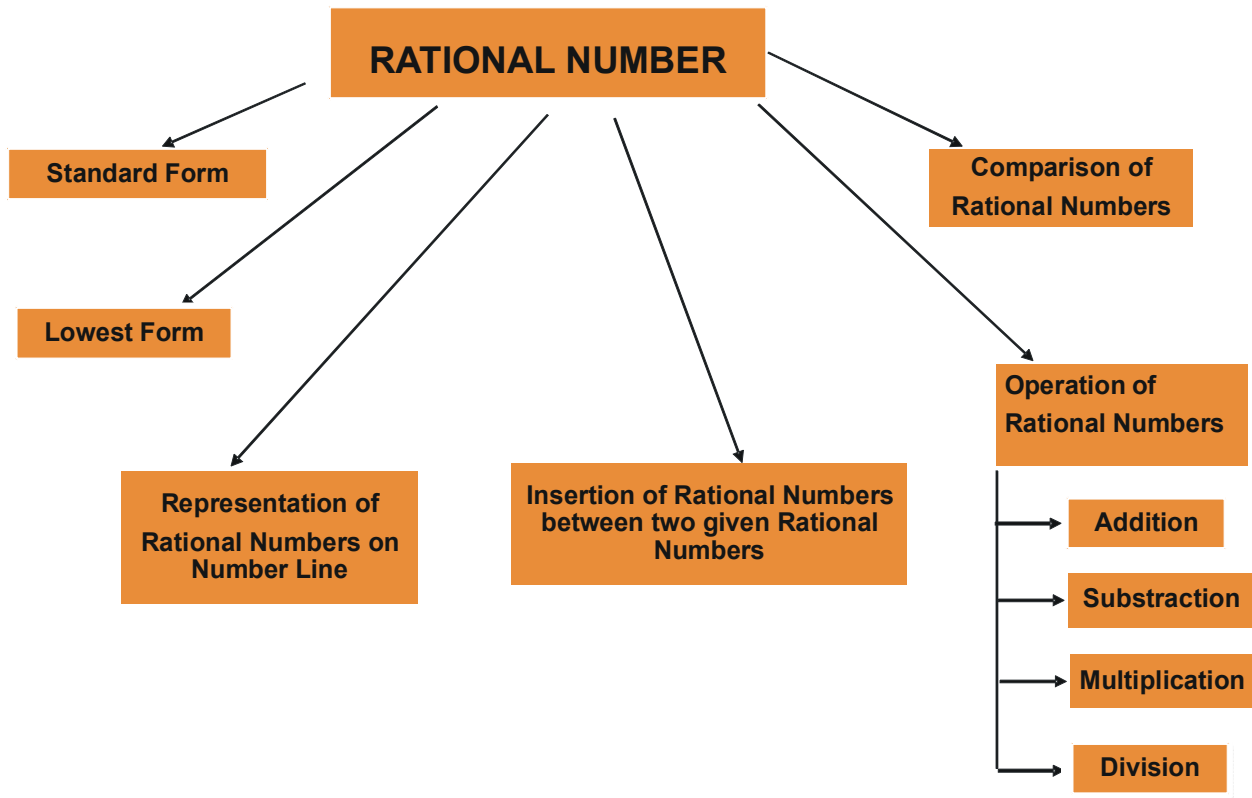 RATIONAL NUMBER
Standard Form
Comparison of
Rational Numbers
Lowest Form
Operation of
Rational Numbers
Representation of
Rational Numbers on
Number Line
Insertion of Rational Numbers
between two given Rational
Numbers
Addition
Substraction
Multiplication
Division